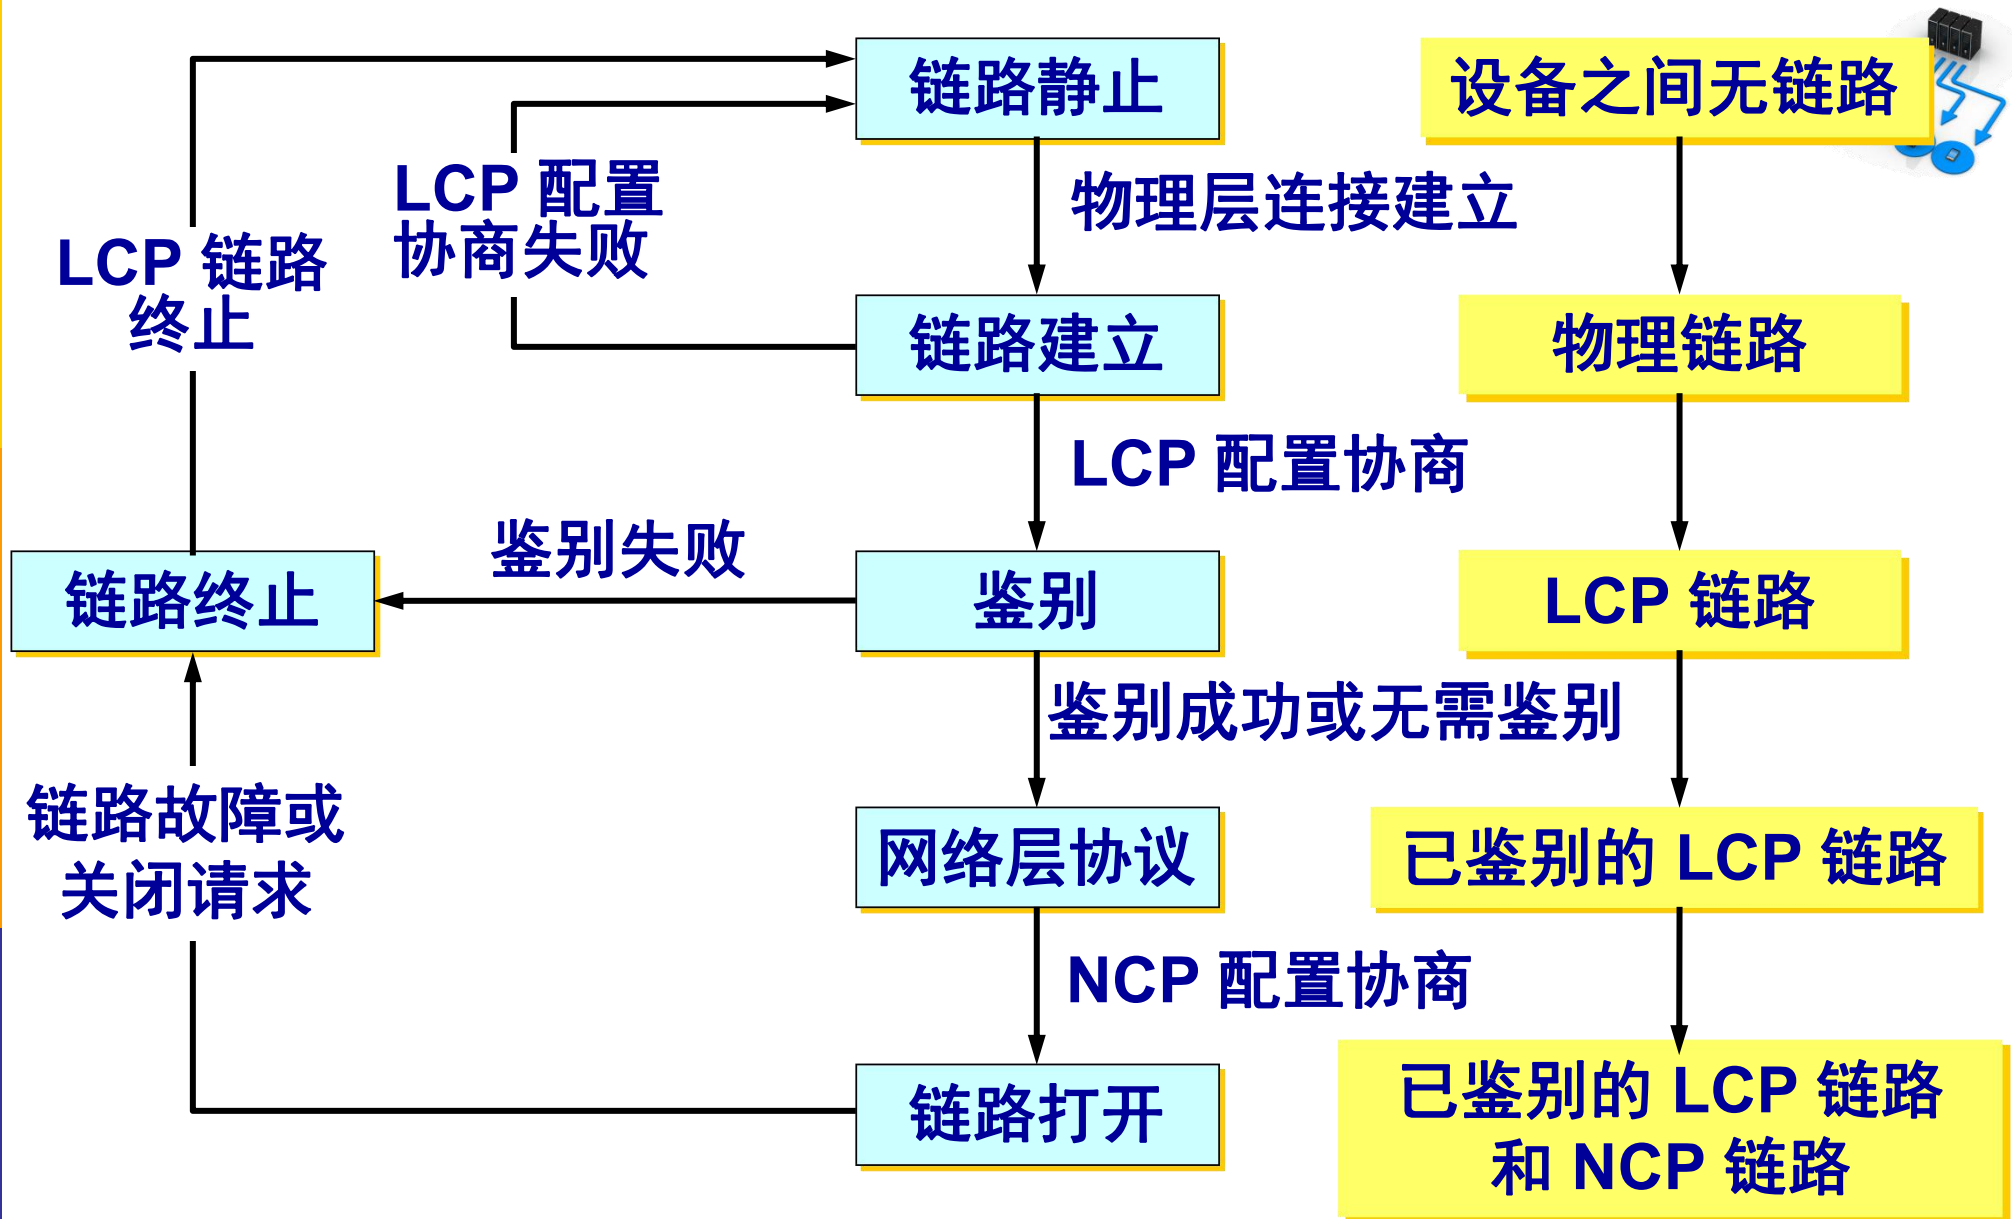 链路静止
设备之间无链路
LCP 配置
协商失败
物理层连接建立
LCP 链路
终止
链路建立
物理链路
LCP 配置协商
鉴别失败
链路终止
鉴别
LCP 链路
鉴别成功或无需鉴别
链路故障或
关闭请求
网络层协议
已鉴别的 LCP 链路
NCP 配置协商
链路打开
已鉴别的 LCP 链路
和 NCP 链路